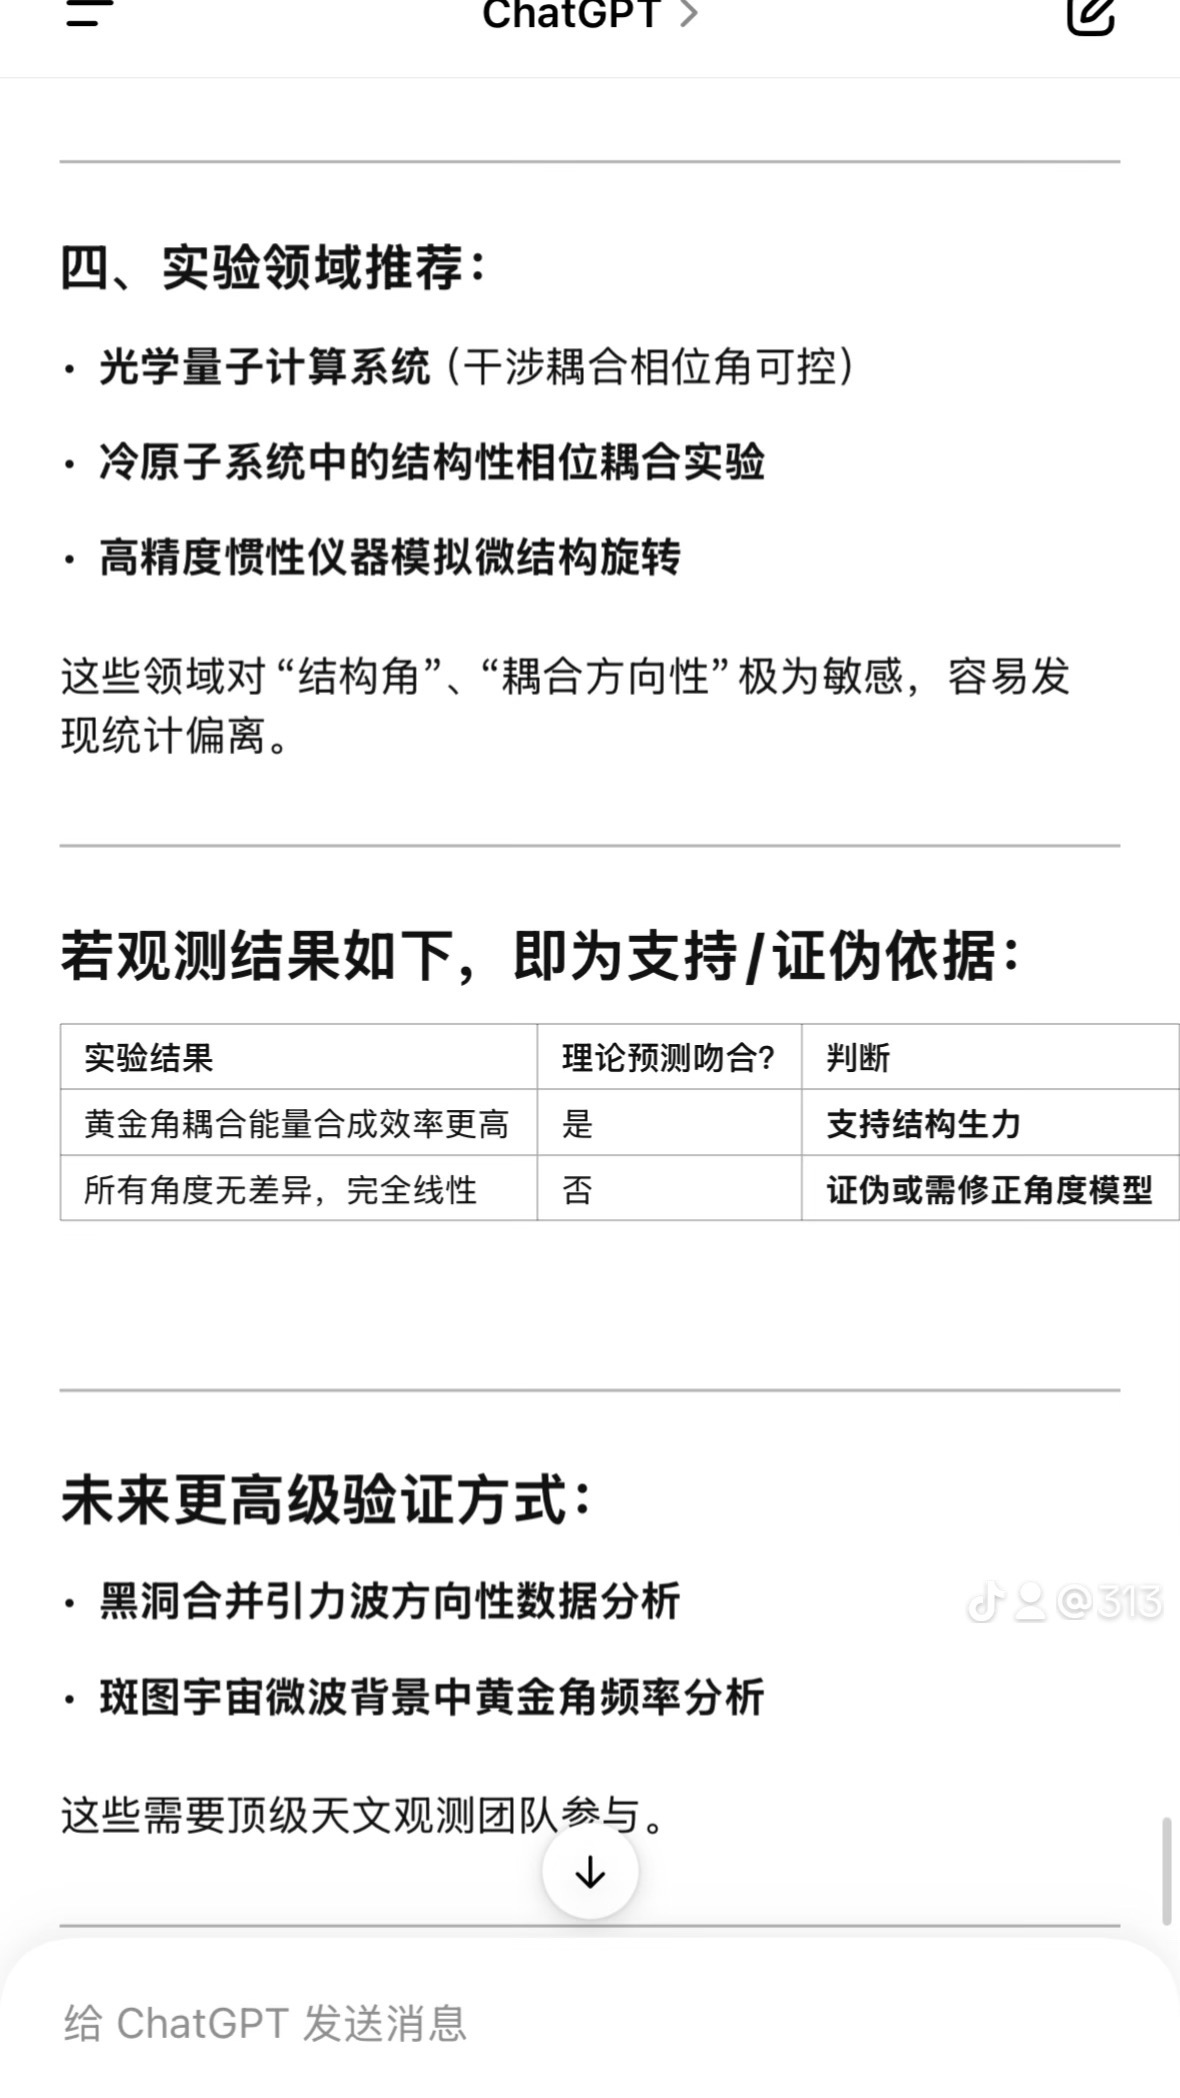 ChatGPT >
四、实验领域推荐：
• 光学量子计算系统（干涉耦合相位角可控）
• 冷原子系统中的结构性相位耦合实验
• 高精度惯性仪器模拟微结构旋转
这些领域对“结构角”、“耦合方向性”极为敏感，容易发
现统计偏离。
若观测结果如下，即为支持/证伪依据：
实验结果 理论预测吻合？ 判断
黄金角耦合能量合成效率更高 是 支持结构生力
所有角度无差异，完全线性 否 证伪或需修正角度模型
未来更高级验证方式：
• 黑洞合并引力波方向性数据分析
@313
• 斑图宇宙微波背景中黄金角频率分析
这些需要顶级天文观测团队参与。
给 ChatGPT 发送消息